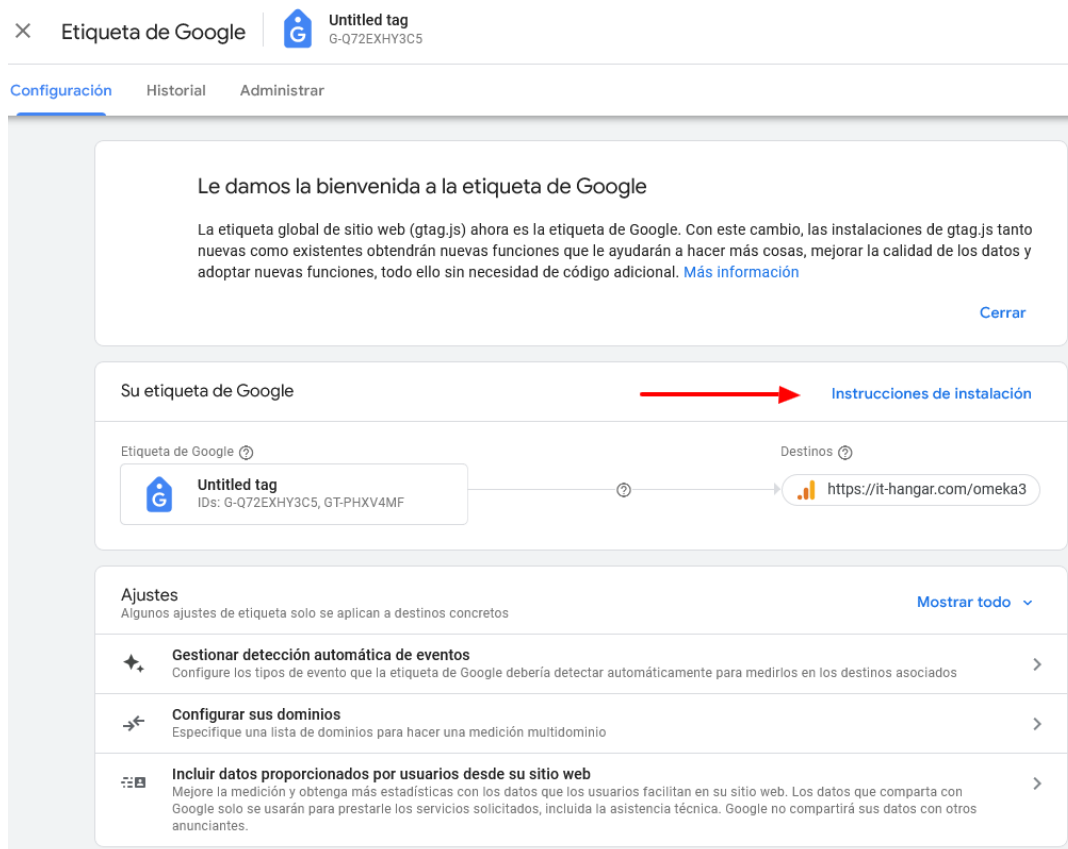 Etiqueta de Google
Untitled tag
G-Q72EXHY3C5
Configuración
Historial
Administrar
Le damos la bienvenida a la etiqueta de Google
La etiqueta global de sitio web (gtag.js) ahora es la etiqueta de Google. Con este cambio, las instalaciones de gtag.js tanto
nuevas como existentes obtendrán nuevas funciones que le ayudarán a hacer más cosas, mejorar la calidad de los datos y
adoptar nuevas funciones, todo ello sin necesidad de código adicional. Más información
Cerrar
Su etiqueta de Google
Instrucciones de instalación
Etiqueta de Google
Destinos
Untitled tag
IDs: G-Q72EXHY3C5, GT-PHXV4MF
https://it-hangar.com/omeka3
Ajustes
Algunos ajustes de etiqueta solo se aplican a destinos concretos
Mostrar todo
Gestionar detección automática de eventos
Configure los tipos de evento que la etiqueta de Google debería detectar automáticamente para medirlos en los destinos asociados
Configurar sus dominios
Especifique una lista de dominios para hacer una medición multidominio
Incluir datos proporcionados por usuarios desde su sitio web
Mejore la medición y obtenga más estadísticas con los datos que los usuarios facilitan en su sitio web. Los datos que comparta con
Google solo se usarán para prestarle los servicios solicitados, incluida la asistencia técnica. Google no compartirá sus datos con otros
anunciantes.